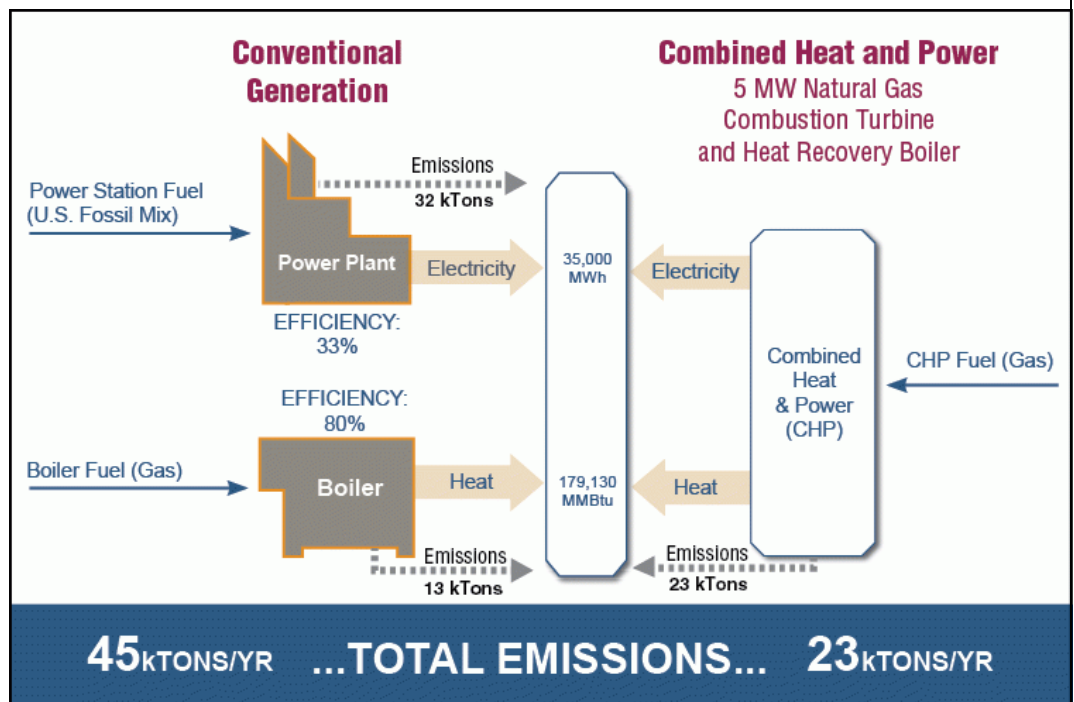 Conventional
Generation
Combined Heat and Power
5 MW Natural Gas
Combustion Turbine
and Heat Recovery Boiler
Power Station Fuel
(U.S. Fossil Mix)
Power Plant
EFFICIENCY:
33%
Emissions
32 kTons
Electricity
35,000
MWh
Electricity
Combined
Heat
& Power
(CHP)
CHP Fuel (Gas)
EFFICIENCY:
80%
Boiler Fuel (Gas)
Boiler
Heat
179,130
MMBtu
Heat
Emissions
13 kTons
Emissions
23 kTons
45kTONS/YR ...TOTAL EMISSIONS... 23kTONS/YR